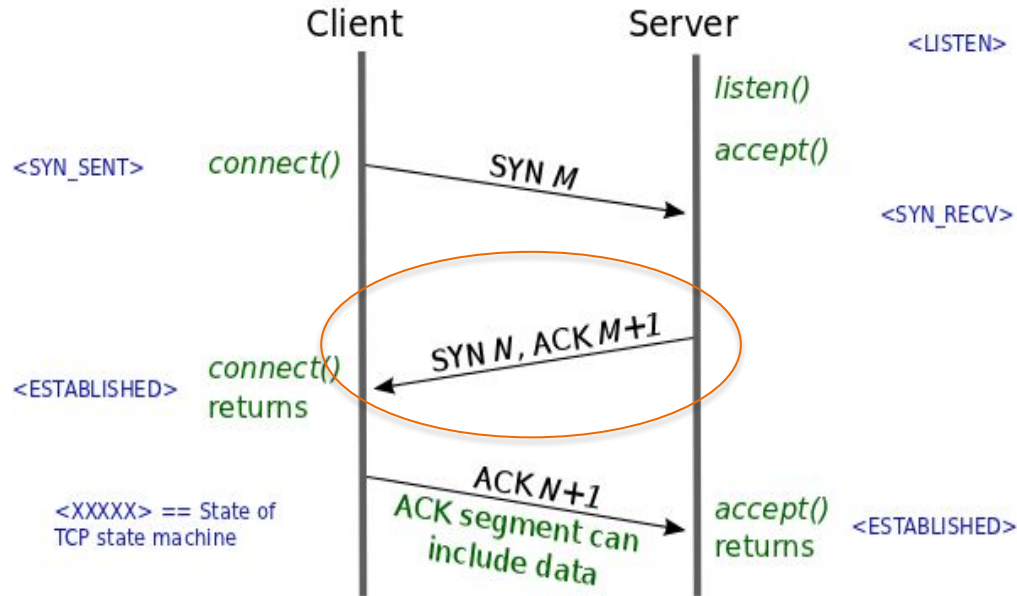 Client
Server
<LISTEN>
listen()
accept()
<SYN_SENT>
connect()
SYN M
<SYN_RECV>
SYN N, ACK M+1
<ESTABLISHED>
connect()
returns
ACK N+1
ACK segment can
include data
<XXXXX> == State of
TCP state machine
accept()
returns
<ESTABLISHED>